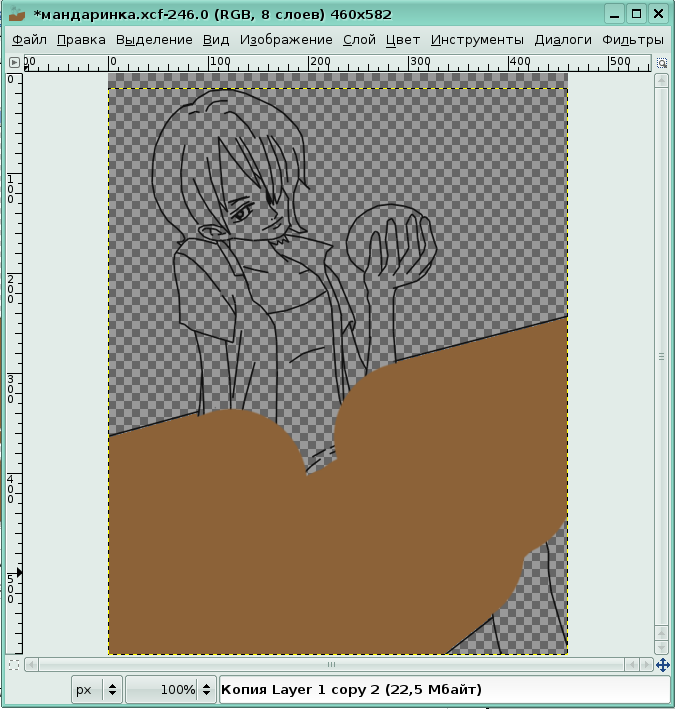 *мандаринка.xcf-246.0 (RGB, 8 слоев) 460x582
Файл Правка Выделение Вид Изображение Слой Цвет Инструменты Диалоги Фильтры
0 0 100 200 300 400 500
0
100
200
300
400
500
px 100% Копия Layer 1 copy 2 (22,5 Мбайт)